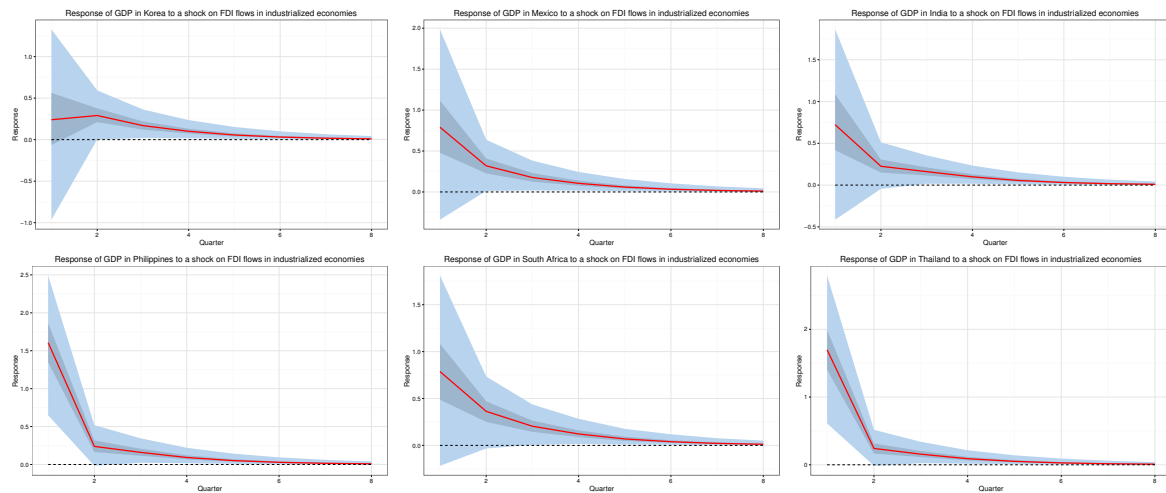 Response of GDP in Korea to a shock on FDI flows in industrialized economies
Response
1.0
0.5
0.0
−0.5
−1.0
2
4
6
8
Quarter
Response of GDP in Mexico to a shock on FDI flows in industrialized economies
Response
2.0
1.5
1.0
0.5
0.0
2
4
6
8
Quarter
Response of GDP in India to a shock on FDI flows in industrialized economies
Response
1.5
1.0
0.5
0.0
−0.5
2
4
6
8
Quarter
Response of GDP in Philippines to a shock on FDI flows in industrialized economies
Response
2.5
2.0
1.5
1.0
0.5
0.0
2
4
6
8
Quarter
Response of GDP in South Africa to a shock on FDI flows in industrialized economies
Response
1.5
1.0
0.5
0.0
2
4
6
8
Quarter
Response of GDP in Thailand to a shock on FDI flows in industrialized economies
Response
2
1
0
2
4
6
8
Quarter